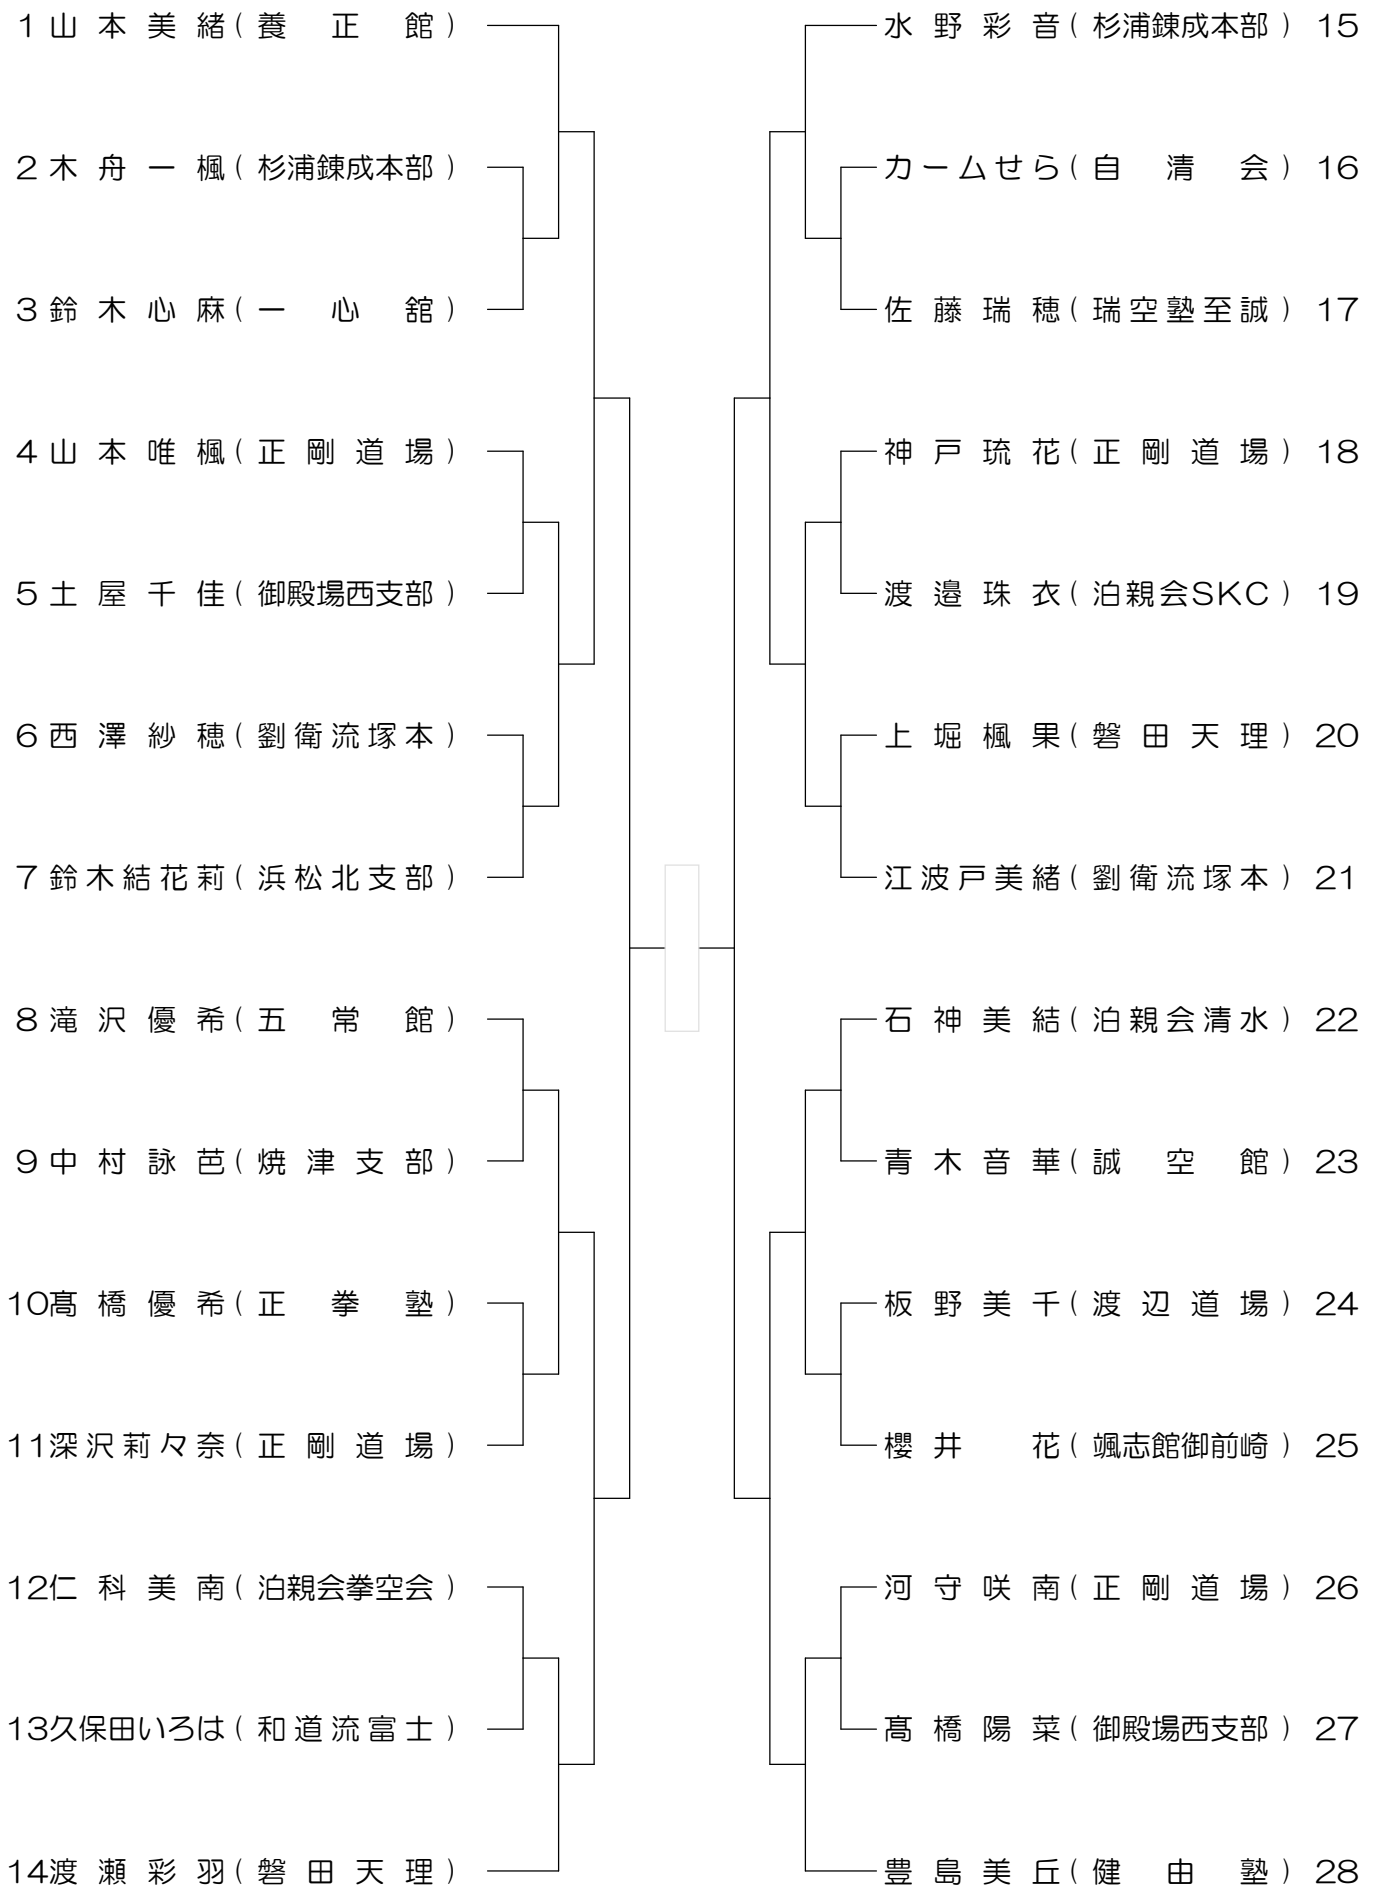 1 山本美緒(養正館)
2 木舟一楓(杉浦錬成本部)
3 鈴木心麻(一心舘)
4 山本唯楓(正剛道場)
5 土屋千佳(御殿場西支部)
6 西澤紗穂(劉衛流塚本)
7 鈴木結花莉(浜松北支部)
8 滝沢優希(五常館)
9 中村詠芭(焼津支部)
10 髙橋優希(正拳塾)
11 深沢莉々奈(正剛道場)
12 仁科美南(泊親会拳空会)
13 久保田いろは(和道流富士)
14 渡瀬彩羽(磐田天理)
水野彩音(杉浦錬成本部) 15
カームせら(自清会) 16
佐藤瑞穂(瑞空塾至誠) 17
神戸琉花(正剛道場) 18
渡邉珠衣(泊親会SKC) 19
上堀楓果(磐田天理) 20
江波戸美緒(劉衛流塚本) 21
石神美結(泊親会清水) 22
青木音華(誠空館) 23
板野美千(渡辺道場) 24
櫻井花(颯志館御前崎) 25
河守咲南(正剛道場) 26
髙橋陽菜(御殿場西支部) 27
豊島美丘(健由塾) 28